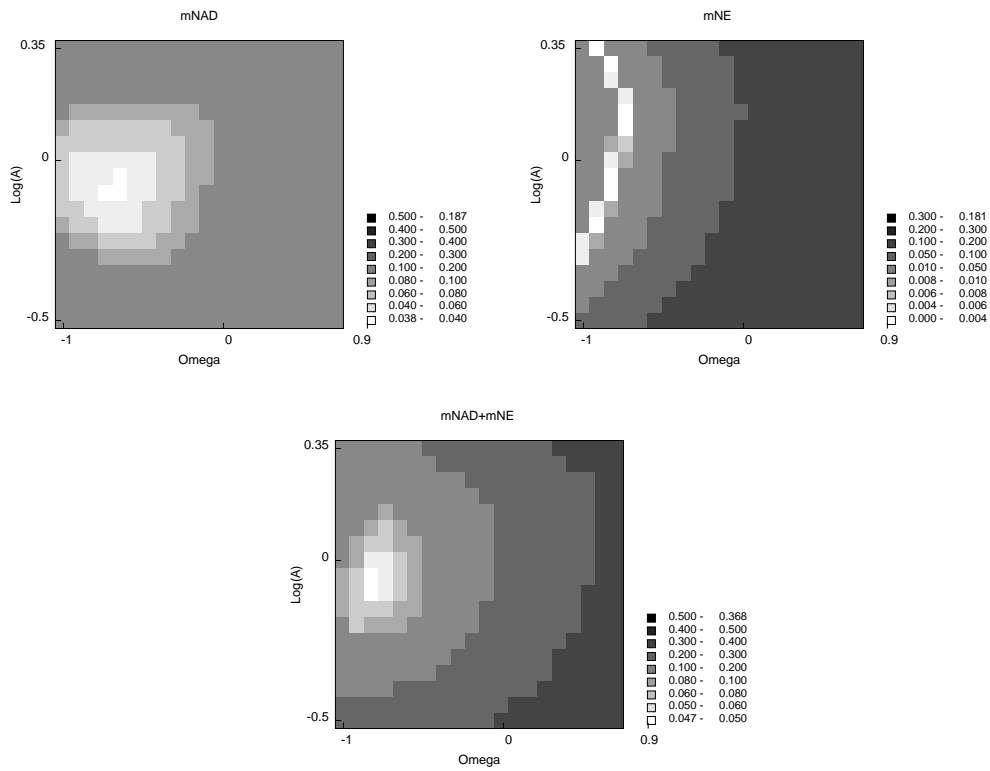 mNAD
0.35
0
-0.5
Log(A)
-1
0
0.9
Omega
0.500 - 0.187
0.400 - 0.500
0.300 - 0.400
0.200 - 0.300
0.100 - 0.200
0.080 - 0.100
0.060 - 0.080
0.040 - 0.060
0.038 - 0.040
mNE
0.35
0
-0.5
Log(A)
-1
0
0.9
Omega
0.300 - 0.181
0.200 - 0.300
0.100 - 0.200
0.050 - 0.100
0.010 - 0.050
0.008 - 0.010
0.006 - 0.008
0.004 - 0.006
0.000 - 0.004
mNAD+mNE
0.35
0
-0.5
Log(A)
-1
0
0.9
Omega
0.500 - 0.368
0.400 - 0.500
0.300 - 0.400
0.200 - 0.300
0.100 - 0.200
0.080 - 0.100
0.060 - 0.080
0.050 - 0.060
0.047 - 0.050